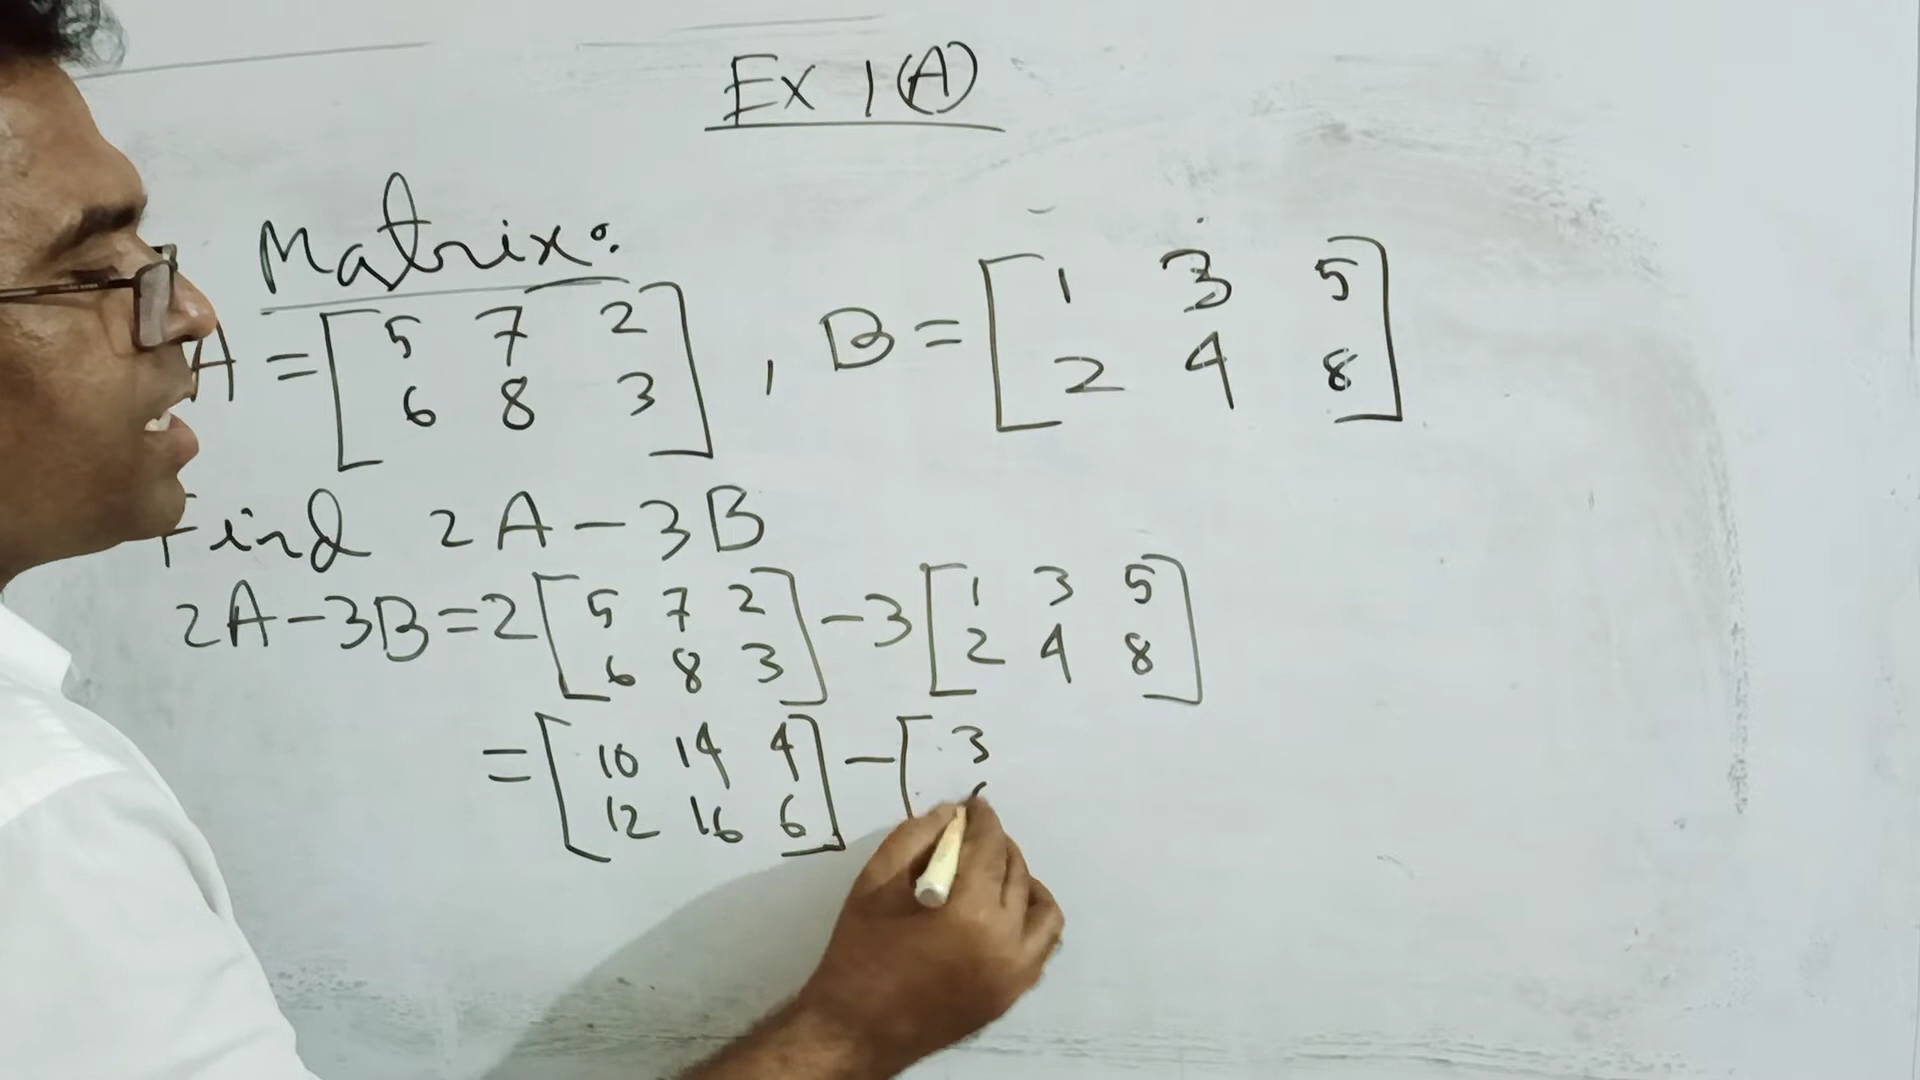 Ex 1(A)
Matrix:
A = [5 7 2
6 8 3] , B = [1 3 5
2 4 8]
Find 2A - 3B
2A - 3B = 2 [5 7 2
6 8 3] - 3 [1 3 5
2 4 8]
= [10 14 4
12 16 6] - [3